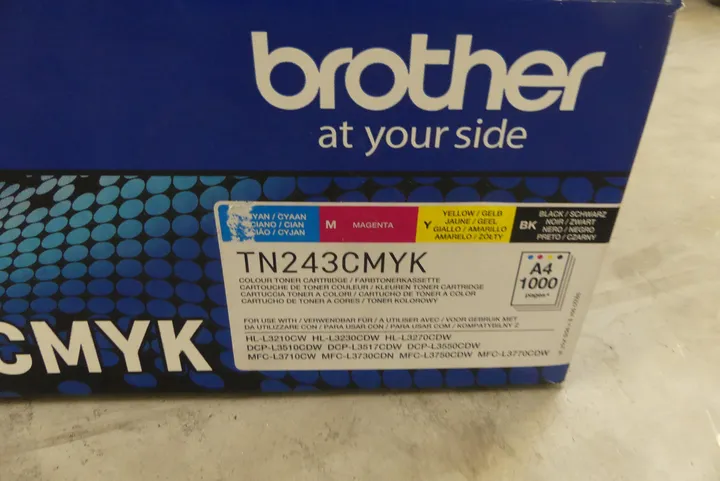 brother
at your side
YAN / CYAAN
CIANO / CIAN
CIÃO / CYJAN
M MAGENTA
Y YELLOW / GELB
JAUNE / GEEL
GIALLO / AMARILLO
AMARELO / ŻÓŁTY
BK BLACK / SCHWARZ
NOIR / ZWART
NERO / NEGRO
PRETO / CZARNY
TN243CMYK
COLOUR TONER CARTRIDGE / FARBTONERKASSETTE
CARTOUCHE DE TONER COULEUR / KLEUREN TONER CARTRIDGE
CARTUCCIA TONER A COLORI / CARTUCHO DE TONER A COLOR
CARTUCHO DE TONER A CORES / TONER KOLOROWY
A4
1000
pages*
FOR USE WITH / VERWENDBAR FÜR / A UTILISER AVEC / VOOR GEBRUIK MET
DA UTILIZZARE CON / PARA USAR CON / PARA USAR COM / KOMPATYBILNY Z
HL-L3210CW HL-L3230CDW HL-L3270CDW
DCP-L3510CDW DCP-L3517CDW DCP-L3550CDW
MFC-L3710CW MFC-L3730CDN MFC-L3750CDW MFC-L3770CDW
CMYK